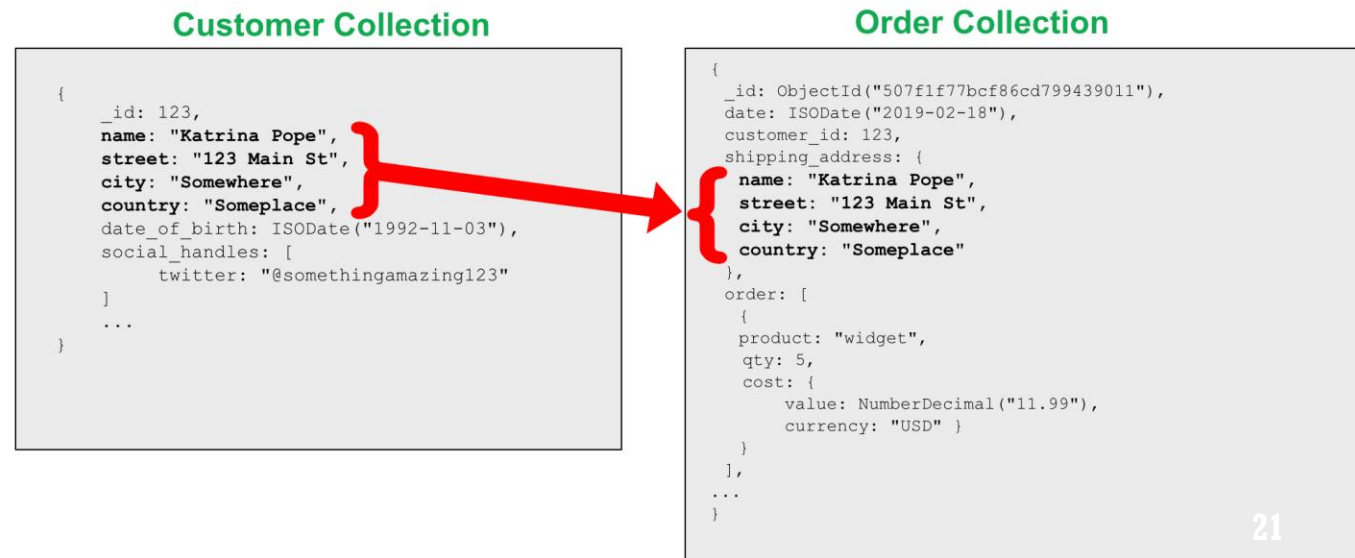 Customer Collection
{
_id: 123,
name: "Katrina Pope",
street: "123 Main St",
city: "Somewhere",
country: "Someplace",
date_of_birth: ISODate("1992-11-03"),
social_handles: [
twitter: "@somethingamazing123"
]
...
}
Order Collection
{
_id: ObjectId("507f1f77bcf86cd799439011"),
date: ISODate("2019-02-18"),
customer_id: 123,
shipping_address: {
name: "Katrina Pope",
street: "123 Main St",
city: "Somewhere",
country: "Someplace"
},
order: [
{
product: "widget",
qty: 5,
cost: {
value: NumberDecimal("11.99"),
currency: "USD" }
}
],
...
}
21